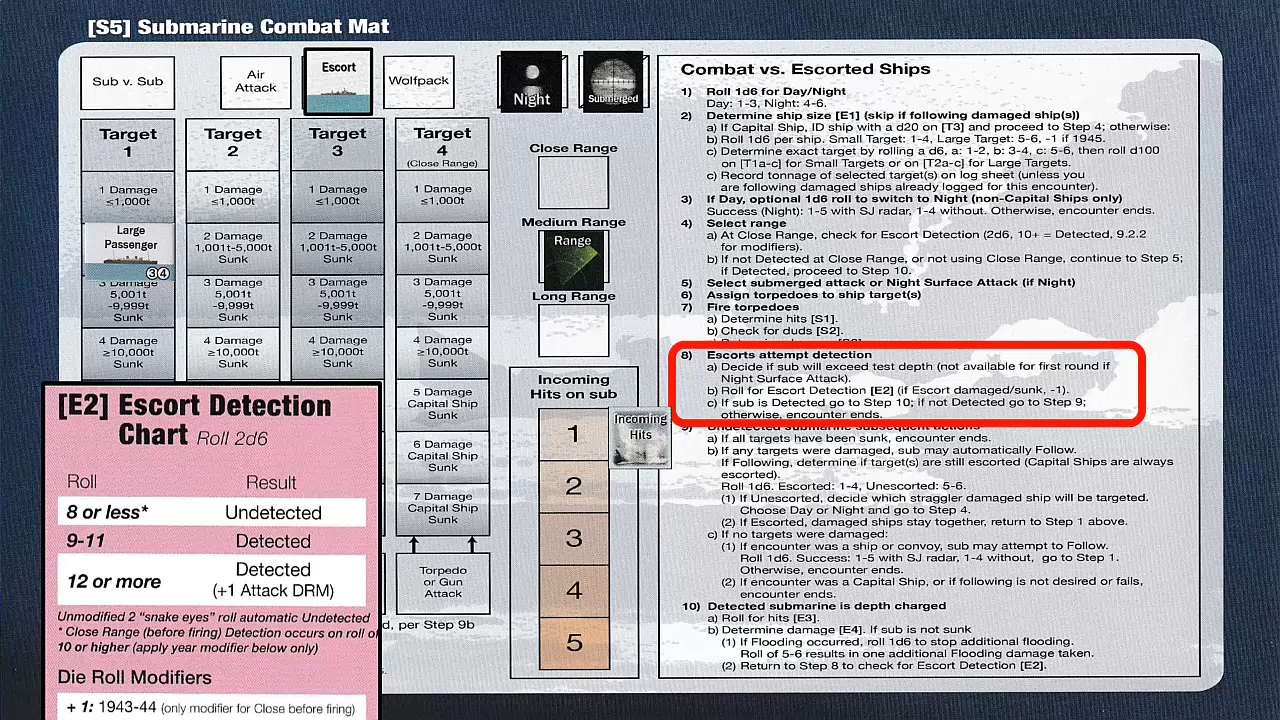 [S5] Submarine Combat Mat
Sub v. Sub
Air
Attack
Escort
Wolfpack
Night
Submerged
Target
1
Target
2
Target
3
Target
4
(Close Range)
1 Damage
≤1,000t
1 Damage
≤1,000t
1 Damage
≤1,000t
1 Damage
≤1,000t
Large
Passenger
34
2 Damage
1,001t-5,000t
Sunk
2 Damage
1,001t-5,000t
Sunk
2 Damage
1,001t-5,000t
Sunk
3 Damage
5,001t
-9,999t
Sunk
3 Damage
5,001t
-9,999t
Sunk
3 Damage
5,001t
-9,999t
Sunk
3 Damage
5,001t
-9,999t
Sunk
4 Damage
≥10,000t
Sunk
4 Damage
≥10,000t
Sunk
4 Damage
≥10,000t
Sunk
4 Damage
≥10,000t
Sunk
5 Damage
Capital Ship
Sunk
6 Damage
Capital Ship
Sunk
7 Damage
Capital Ship
Sunk
Torpedo
or Gun
Attack
d, per Step 9b
Close Range
Medium Range
Range
Long Range
Incoming
Hits on sub
1
2
3
4
5
Incoming
Hits
[E2] Escort Detection
Chart Roll 2d6
Roll Result
8 or less* Undetected
9-11 Detected
12 or more Detected
(+1 Attack DRM)
Unmodified 2 “snake eyes” roll automatic Undetected
* Close Range (before firing) Detection occurs on roll of
10 or higher (apply year modifier below only)
Die Roll Modifiers
+ 1: 1943-44 (only modifier for Close before firing)
Combat vs. Escorted Ships
1) Roll 1d6 for Day/Night
Day: 1-3, Night: 4-6.
2) Determine ship size [E1] (skip if following damaged ship(s))
a) If Capital Ship, ID ship with a d20 on [T3] and proceed to Step 4; otherwise:
b) Roll 1d6 per ship. Small Target: 1-4, Large Target: 5-6, -1 if 1945.
c) Determine exact target by rolling a d6, a: 1-2, b: 3-4, c: 5-6, then roll d100
on [T1a-c] for Small Targets or on [T2a-c] for Large Targets.
c) Record tonnage of selected target(s) on log sheet (unless you
are following damaged ships already logged for this encounter).
3) If Day, optional 1d6 roll to switch to Night (non-Capital Ships only)
Success (Night): 1-5 with SJ radar, 1-4 without. Otherwise, encounter ends.
4) Select range
a) At Close Range, check for Escort Detection (2d6, 10+ = Detected, 9.2.2
for modifiers).
b) If not Detected at Close Range, or not using Close Range, continue to Step 5;
if Detected, proceed to Step 10.
5) Select submerged attack or Night Surface Attack (if Night)
6) Assign torpedoes to ship target(s)
7) Fire torpedoes
a) Determine hits [S1].
b) Check for duds [S2].
8) Escorts attempt detection
a) Decide if sub will exceed test depth (not available for first round if
Night Surface Attack).
b) Roll for Escort Detection [E2] (if Escort damaged/sunk, -1).
c) If sub is Detected go to Step 10; if not Detected go to Step 9;
otherwise, encounter ends.
9) Undetected submarine subsequent actions
a) If all targets have been sunk, encounter ends.
b) If any targets were damaged, sub may automatically Follow.
If Following, determine if target(s) are still escorted (Capital Ships are always
escorted).
Roll 1d6. Escorted: 1-4, Unescorted: 5-6.
(1) If Unescorted, decide which straggler damaged ship will be targeted.
Choose Day or Night and go to Step 4.
(2) If Escorted, damaged ships stay together, return to Step 1 above.
c) If no targets were damaged:
(1) If encounter was a ship or convoy, sub may attempt to Follow.
Roll 1d6. Success: 1-5 with SJ radar, 1-4 without, go to Step 1.
Otherwise, encounter ends.
(2) If encounter was a Capital Ship, or if following is not desired or fails,
encounter ends.
10) Detected submarine is depth charged
a) Roll for hits [E3].
b) Determine damage [E4]. If sub is not sunk
(1) If Flooding occurred, roll 1d6 to stop additional flooding.
Roll of 5-6 results in one additional Flooding damage taken.
(2) Return to Step 8 to check for Escort Detection [E2].